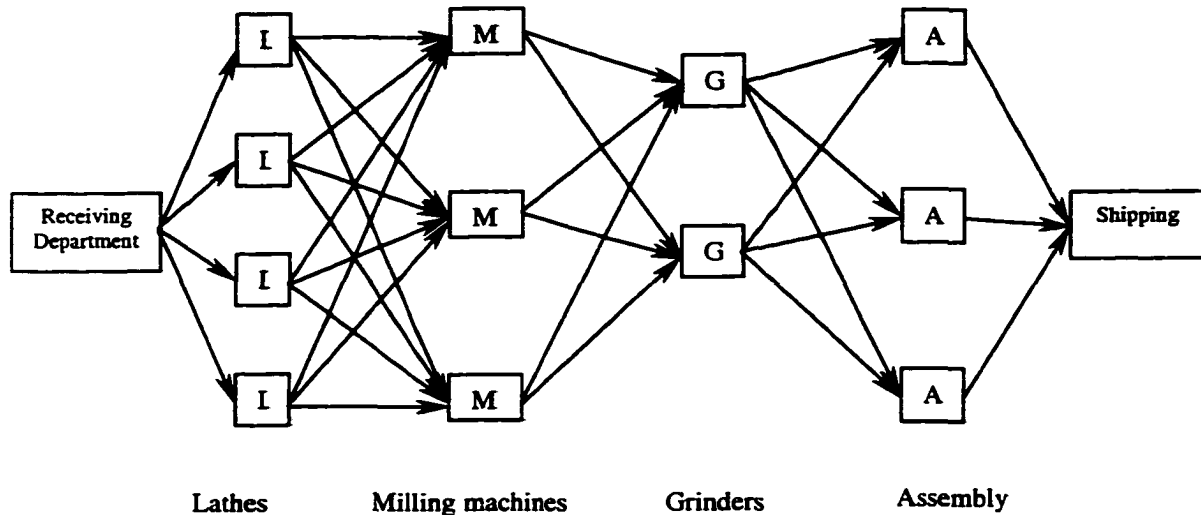 L
M
A
G
L
Receiving
Department
M
A
Shipping
G
L
L
M
A
Lathes
Milling machines
Grinders
Assembly